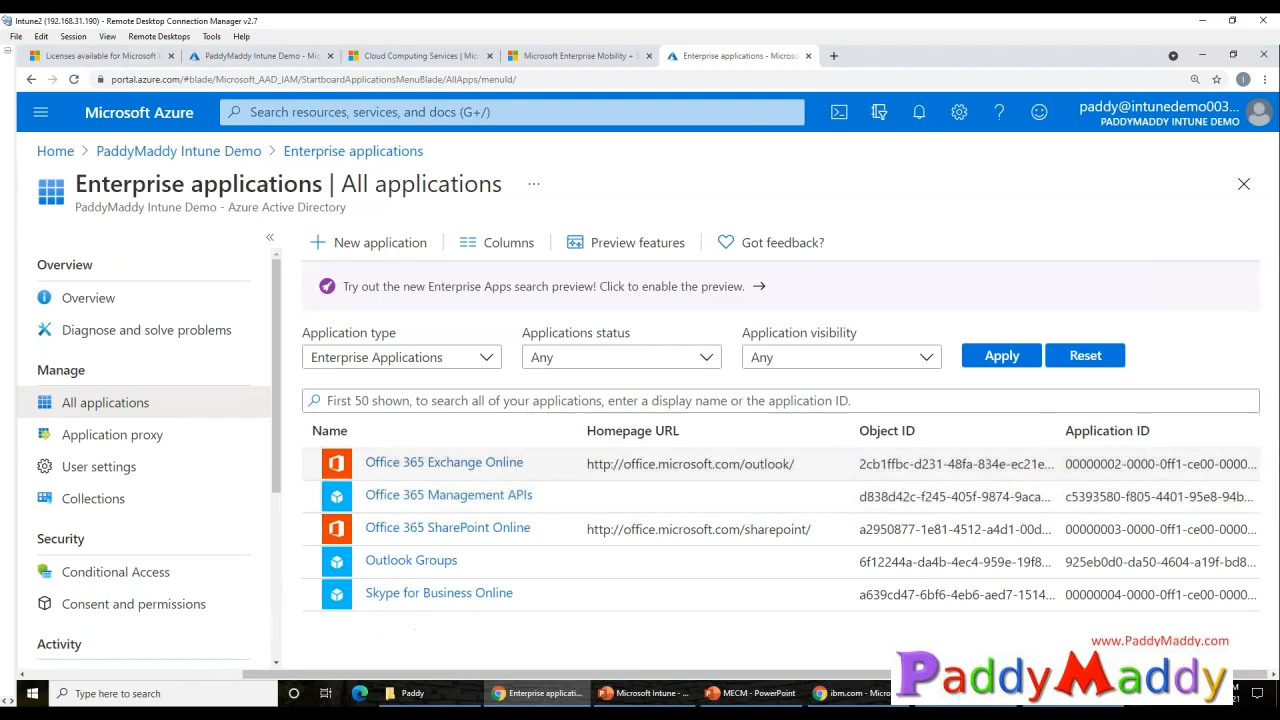 Intune2 (192.168.31.190) - Remote Desktop Connection Manager v2.7
File Edit Session View Remote Desktops Tools Help
Licenses available for Microsoft PaddyMaddy Intune Demo - Mic Cloud Computing Services | Micr Microsoft Enterprise Mobility + S Enterprise applications - Microso
portal.azure.com/#blade/Microsoft_AAD_IAM/StartboardApplicationsMenuBlade/AllApps/menuId/
Microsoft Azure
Search resources, services, and docs (G+/)
paddy@intunedemo003...
PADDYMADDY INTUNE DEMO
Home > PaddyMaddy Intune Demo > Enterprise applications
Enterprise applications | All applications ...
PaddyMaddy Intune Demo - Azure Active Directory
Overview
Overview
Diagnose and solve problems
Manage
All applications
Application proxy
User settings
Collections
Security
Conditional Access
Consent and permissions
Activity
New application Columns Preview features Got feedback?
Try out the new Enterprise Apps search preview! Click to enable the preview. →
Application type Applications status Application visibility
Enterprise Applications Any Any Apply Reset
First 50 shown, to search all of your applications, enter a display name or the application ID.
Name Homepage URL Object ID Application ID
Office 365 Exchange Online http://office.microsoft.com/outlook/ 2cb1ffbc-d231-48fa-834e-ec21e... 00000002-0000-0ff1-ce00-0000...
Office 365 Management APIs d838d42c-f245-405f-9874-9aca... c5393580-f805-4401-95e8-94b...
Office 365 SharePoint Online http://office.microsoft.com/sharepoint/ a2950877-1e81-4512-a4d1-00d... 00000003-0000-0ff1-ce00-0000...
Outlook Groups 6f12244a-da4b-4ec4-959e-19f8... 925eb0d0-da50-4604-a19f-bd8...
Skype for Business Online a639cd47-6bf6-4eb6-aed7-1514... 00000004-0000-0ff1-ce00-0000...
www.PaddyMaddy.com
PaddyMaddy
Type here to search Paddy Enterprise applicati... Microsoft Intune - ... MECM - PowerPoint ibm.com - Micros